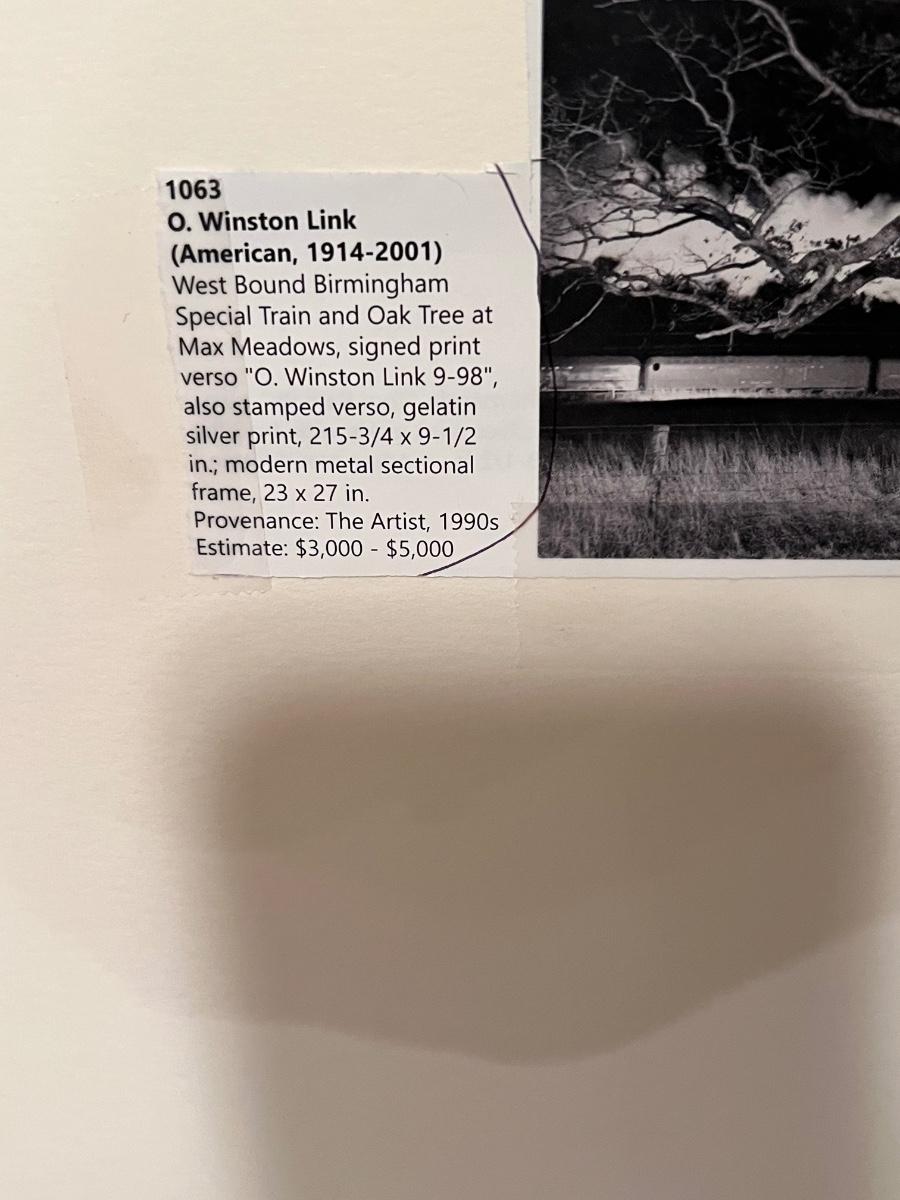 1063
O. Winston Link
(American, 1914-2001)
West Bound Birmingham
Special Train and Oak Tree at
Max Meadows, signed print
verso "O. Winston Link 9-98",
also stamped verso, gelatin
silver print, 215-3/4 x 9-1/2
in.; modern metal sectional
frame, 23 x 27 in.
Provenance: The Artist, 1990s
Estimate: $3,000 - $5,000